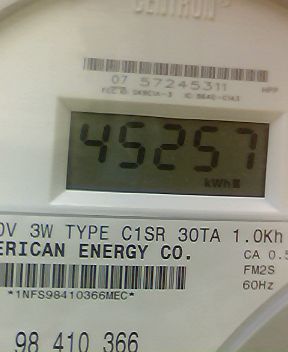 CENTRON
07 57245311
45257
kWh
0V 3W TYPE C1SR 30TA 1.0Kh
ERICAN ENERGY CO.
CA 0.5
FM2S
*1NFS98410366MEC*
60Hz
98 410 366